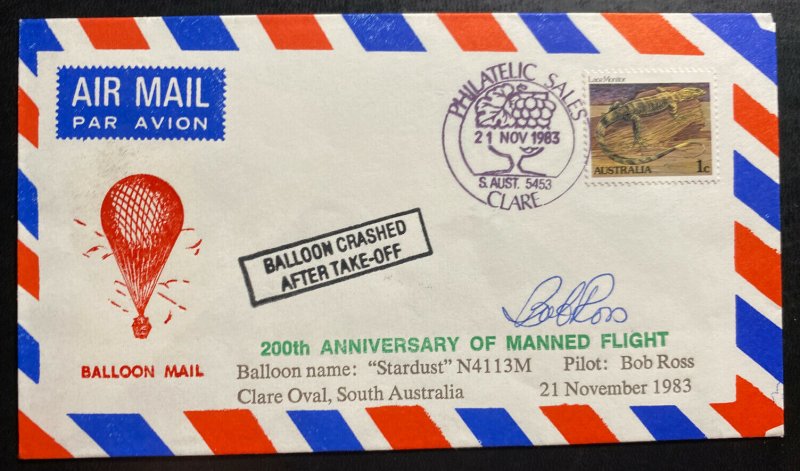 AIR MAIL
PAR AVION
PHILATELIC SALES
21 NOV 1983
S. AUST. 5453
CLARE
Lace Monitor
AUSTRALIA 1c
BALLOON CRASHED
AFTER TAKE-OFF
Bob Ross
BALLOON MAIL
200th ANNIVERSARY OF MANNED FLIGHT
Balloon name: “Stardust” N4113M Pilot: Bob Ross
Clare Oval, South Australia 21 November 1983